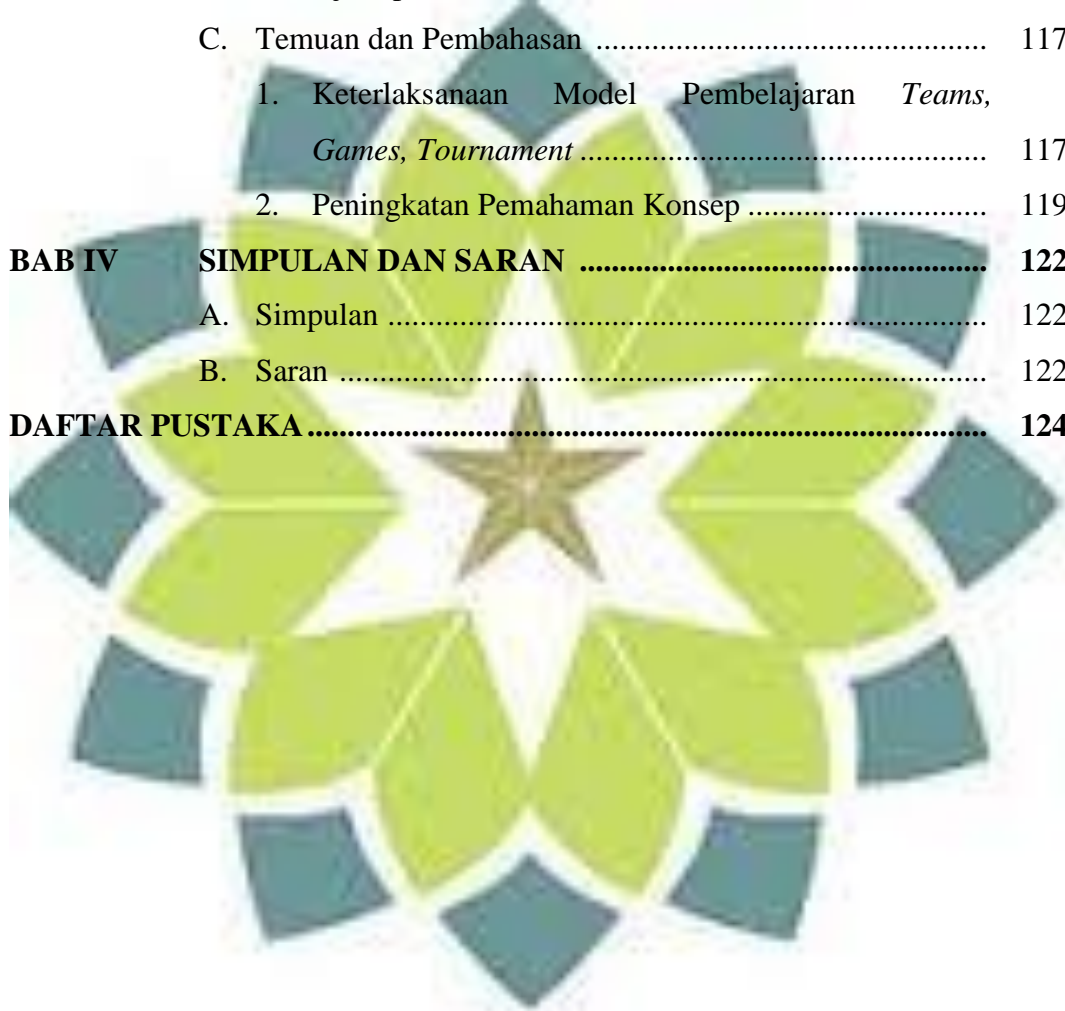 C. Temuan dan Pembahasan ................................................... 117
1. Keterlaksanaan Model Pembelajaran Teams,
Games, Tournament ..................................................... 117
2. Peningkatan Pemahaman Konsep ............................... 119
BAB IV SIMPULAN DAN SARAN ..................................................... 122
A. Simpulan .............................................................................. 122
B. Saran .................................................................................... 122
DAFTAR PUSTAKA ......................................................................................... 124